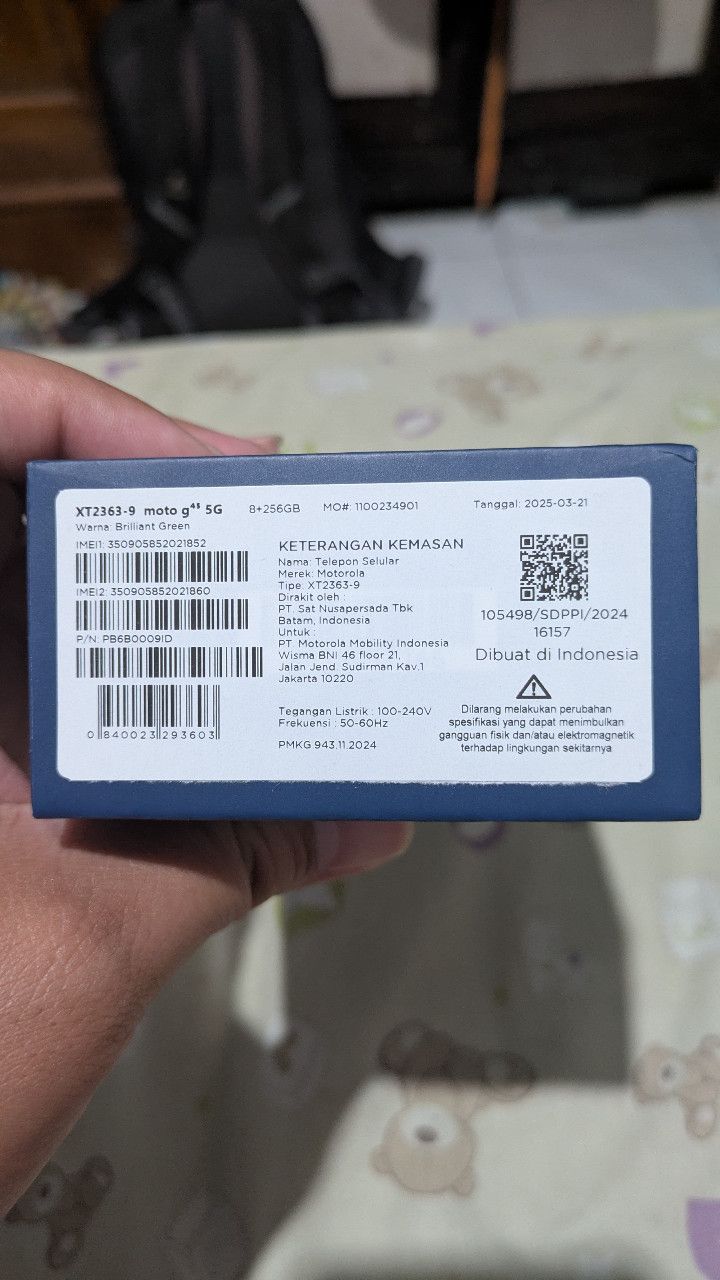 XT2363-9 moto g⁴⁵ 5G 8+256GB MO#: 1100234901 Tanggal: 2025-03-21
Warna: Brilliant Green
IMEI1: 350905852021852
IMEI2: 350905852021860
P/N: PB6B0009ID
0 840023 293603
KETERANGAN KEMASAN
Nama: Telepon Selular
Merek: Motorola
Tipe: XT2363-9
Dirakit oleh :
PT. Sat Nusapersada Tbk
Batam, Indonesia
Untuk :
PT. Motorola Mobility Indonesia
Wisma BNI 46 floor 21,
Jalan Jend. Sudirman Kav.1
Jakarta 10220
Tegangan Listrik : 100-240V
Frekuensi : 50-60Hz
PMKG 943.11.2024
105498/SDPPI/2024
16157
Dibuat di Indonesia
Dilarang melakukan perubahan
spesifikasi yang dapat menimbulkan
gangguan fisik dan/atau elektromagnetik
terhadap lingkungan sekitarnya